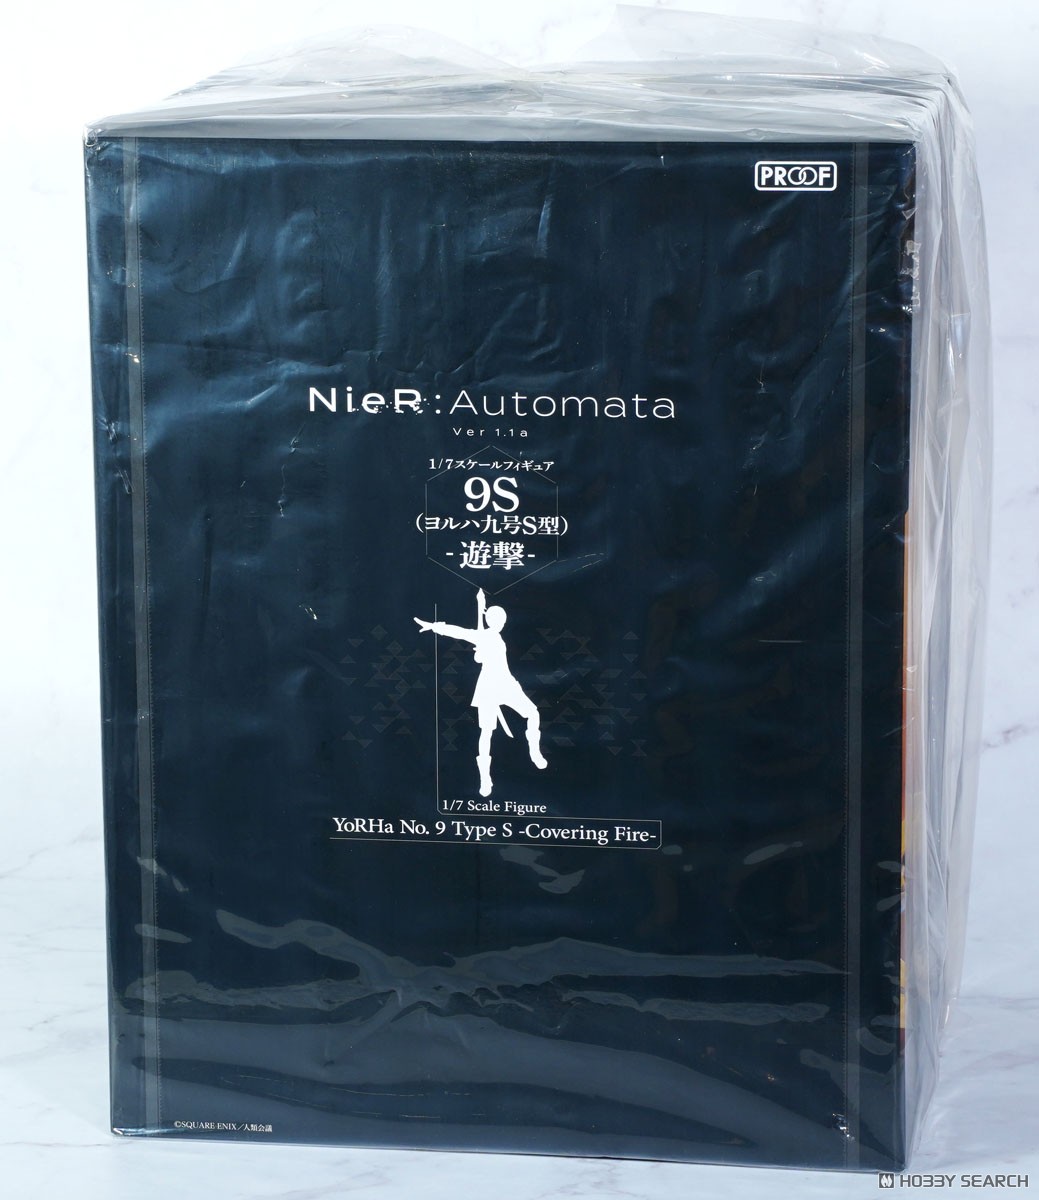 PROOF
NieR:Automata
Ver 1.1a
1/7スケールフィギュア
9S
(ヨルハ九号S型)
-遊撃-
1/7 Scale Figure
YoRHa No. 9 Type S -Covering Fire-
©SQUARE ENIX/人類会議
HOBBY SEARCH